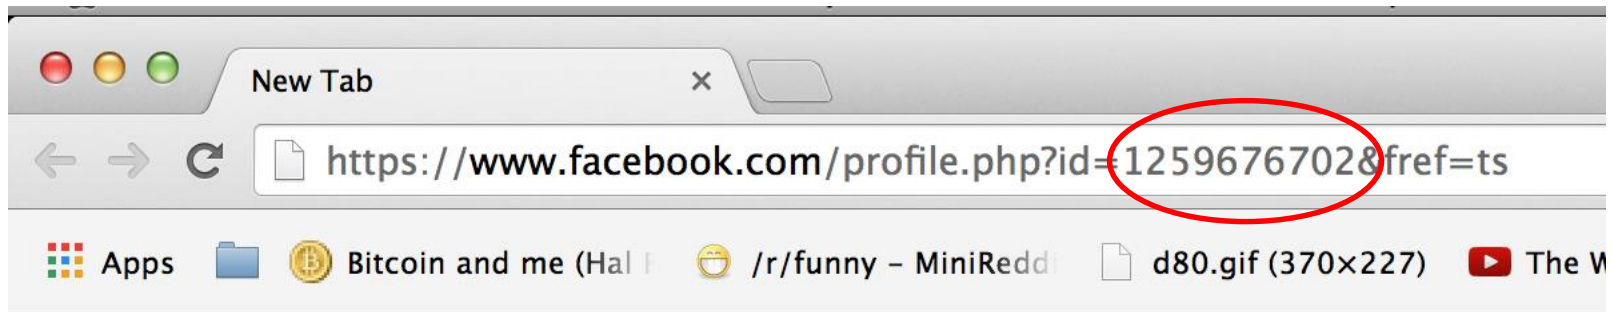 New Tab ×
https://www.facebook.com/profile.php?id=1259676702&fref=ts
Apps Bitcoin and me (Hal /r/funny – MiniRedd d80.gif (370×227) The W